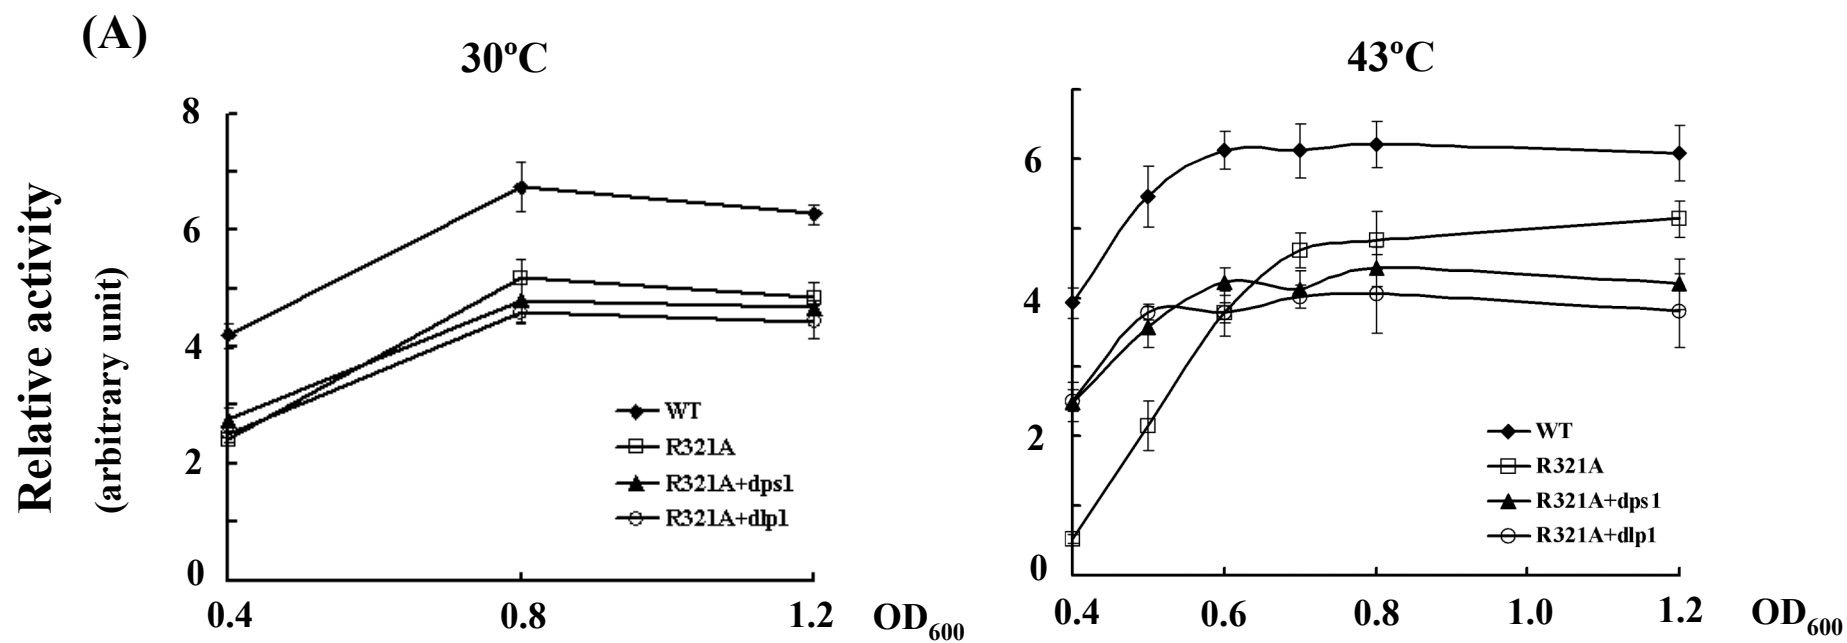 (A)
30ºC
43ºC
Relative activity
(arbitrary unit)
8
6
4
2
0
0.4 0.8 1.2 OD600
WT
R321A
R321A+dps1
R321A+dlp1
6
4
2
0
0.4 0.6 0.8 1.0 1.2 OD600
WT
R321A
R321A+dps1
R321A+dlp1